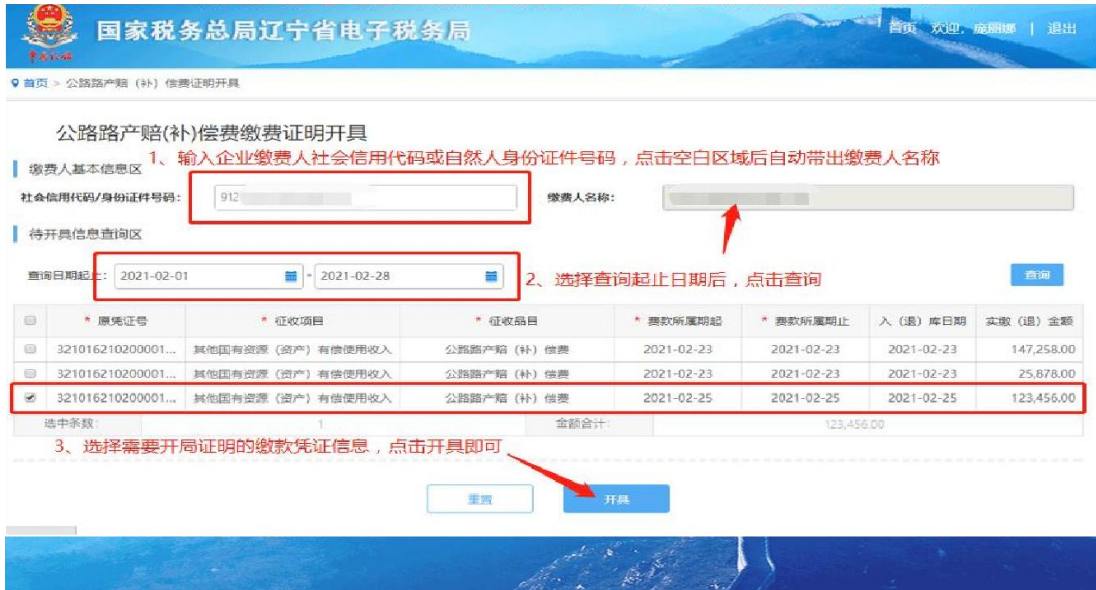 国家税务总局辽宁省电子税务局
首页 欢迎, 庞丽娜 | 退出
首页 > 公路路产赔（补）偿费证明开具
公路路产赔(补)偿费缴费证明开具
1、输入企业缴费人社会信用代码或自然人身份证件号码，点击空白区域后自动带出缴费人名称
缴费人基本信息区
社会信用代码/身份证件号码: 912 缴费人名称:
待开具信息查询区
查询日期起止: 2021-02-01 - 2021-02-28 查询
2、选择查询起止日期后，点击查询
* 原凭证号 * 征收项目 * 征收品目 * 费款所属期起 * 费款所属期止 入（退）库日期 实缴（退）金额
321016210200001... 其他国有资源（资产）有偿使用收入 公路路产赔（补）偿费 2021-02-23 2021-02-23 2021-02-23 147,258.00
321016210200001... 其他国有资源（资产）有偿使用收入 公路路产赔（补）偿费 2021-02-23 2021-02-23 2021-02-23 25,878.00
321016210200001... 其他国有资源（资产）有偿使用收入 公路路产赔（补）偿费 2021-02-25 2021-02-25 2021-02-25 123,456.00
选中条数: 1 金额合计: 123,456.00
3、选择需要开局证明的缴款凭证信息，点击开具即可
重置 开具